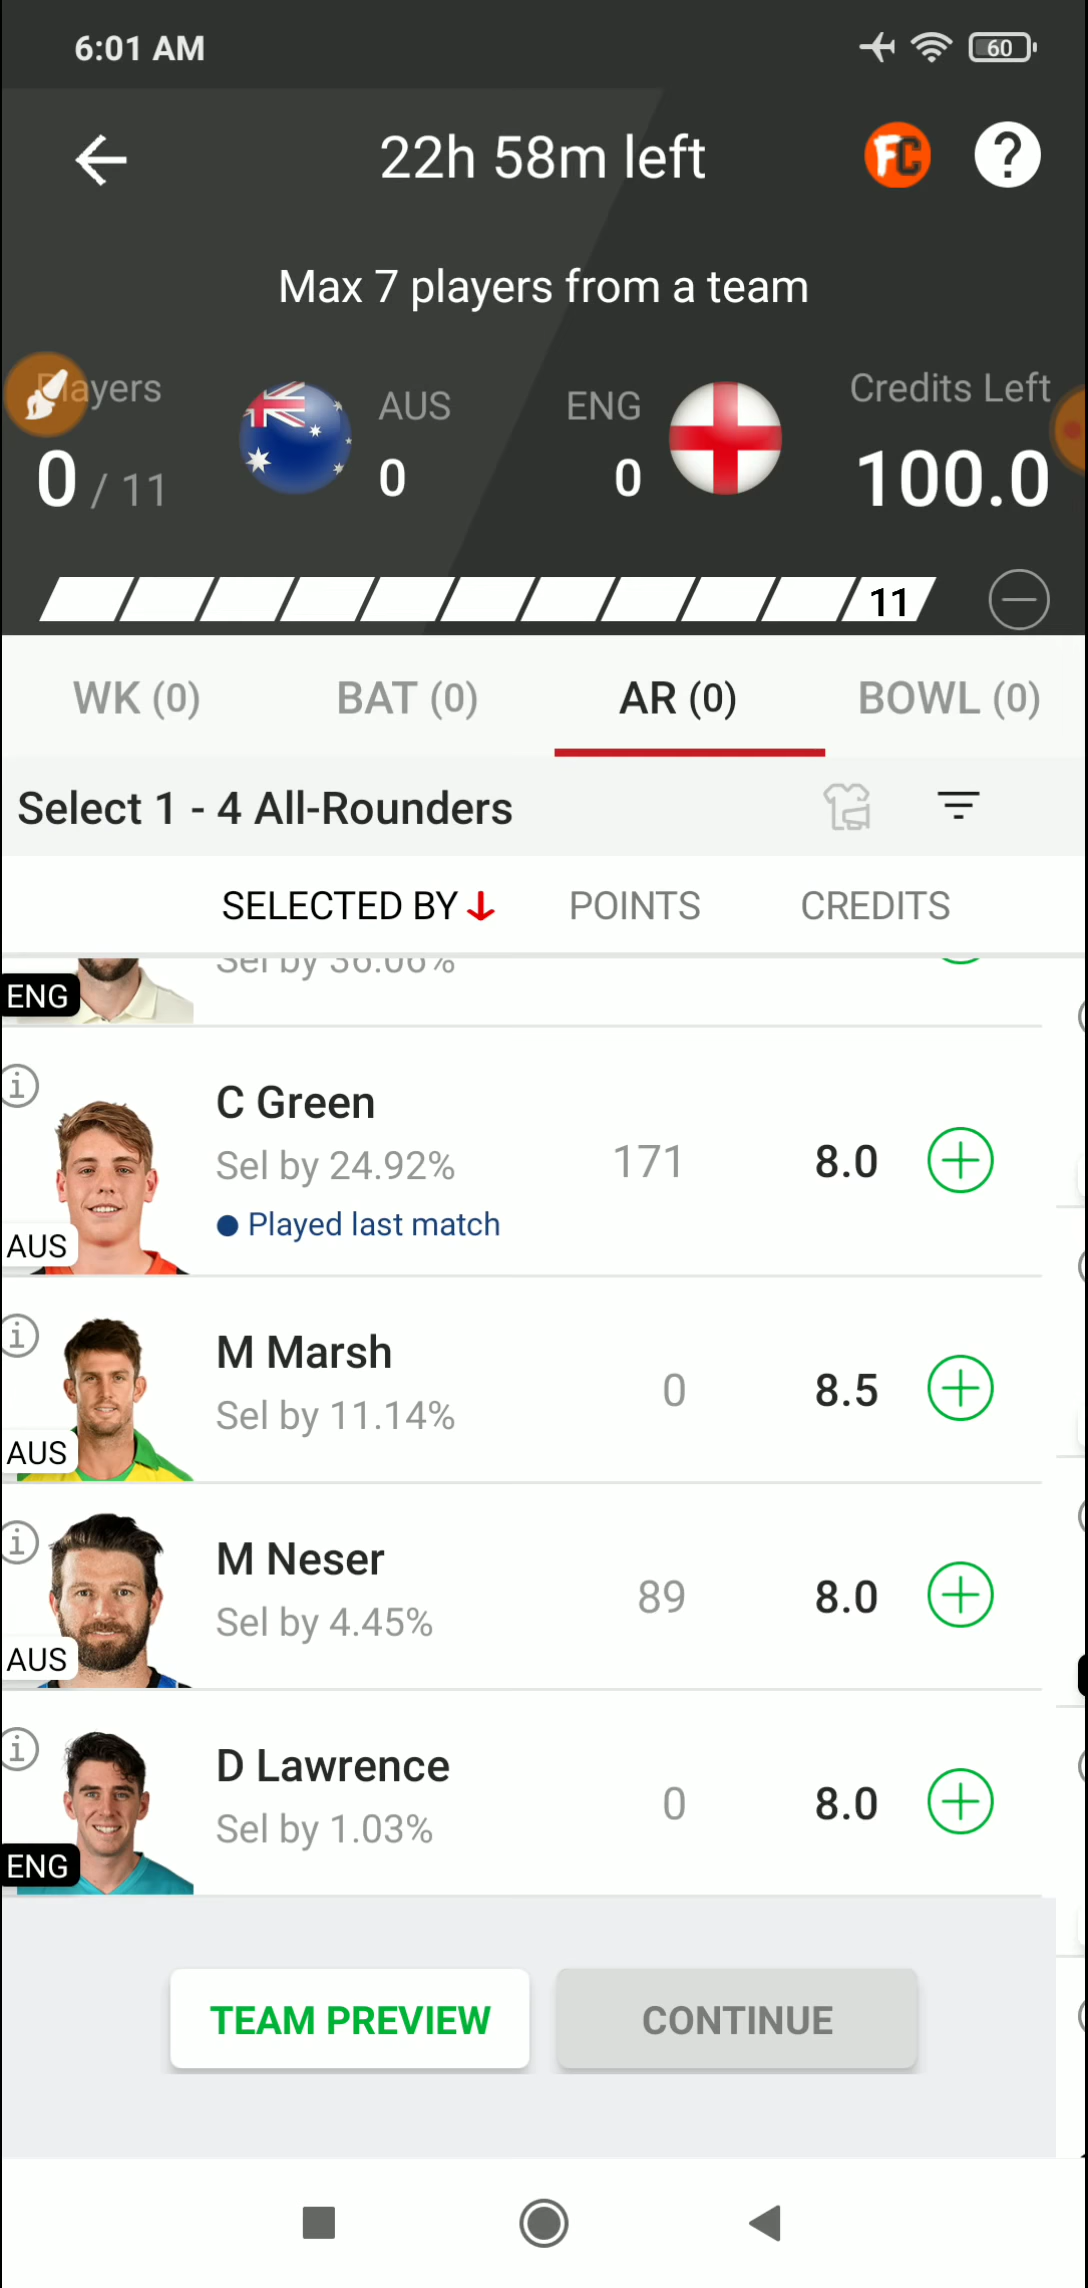 6:01 AM
60
22h 58m left
FC
?
Max 7 players from a team
ayers
AUS
ENG
Credits Left
0 / 11
0
0
100.0
11
WK (0)
BAT (0)
AR (0)
BOWL (0)
Select 1 - 4 All-Rounders
SELECTED BY
POINTS
CREDITS
Sel by 36.06%
ENG
i
C Green
Sel by 24.92%
171
8.0
Played last match
AUS
i
M Marsh
Sel by 11.14%
0
8.5
AUS
i
M Neser
Sel by 4.45%
89
8.0
AUS
i
D Lawrence
Sel by 1.03%
0
8.0
ENG
TEAM PREVIEW
CONTINUE